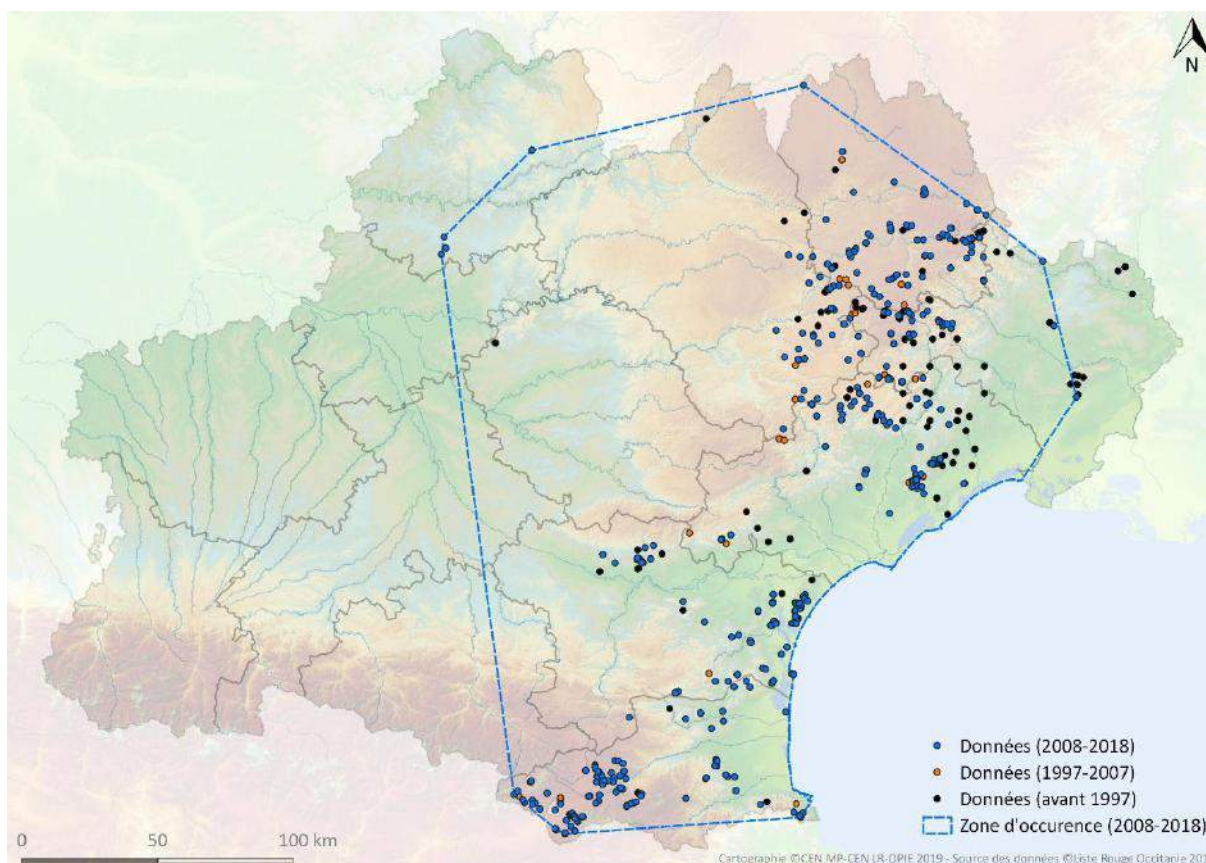 N
Données (2008-2018)
Données (1997-2007)
Données (avant 1997)
Zone d'occurence (2008-2018)
0 50 100 km
Cartographie ©CEN MP-CEN LR-OPIE 2019 - Source des données ©Liste Rouge Occitanie 201